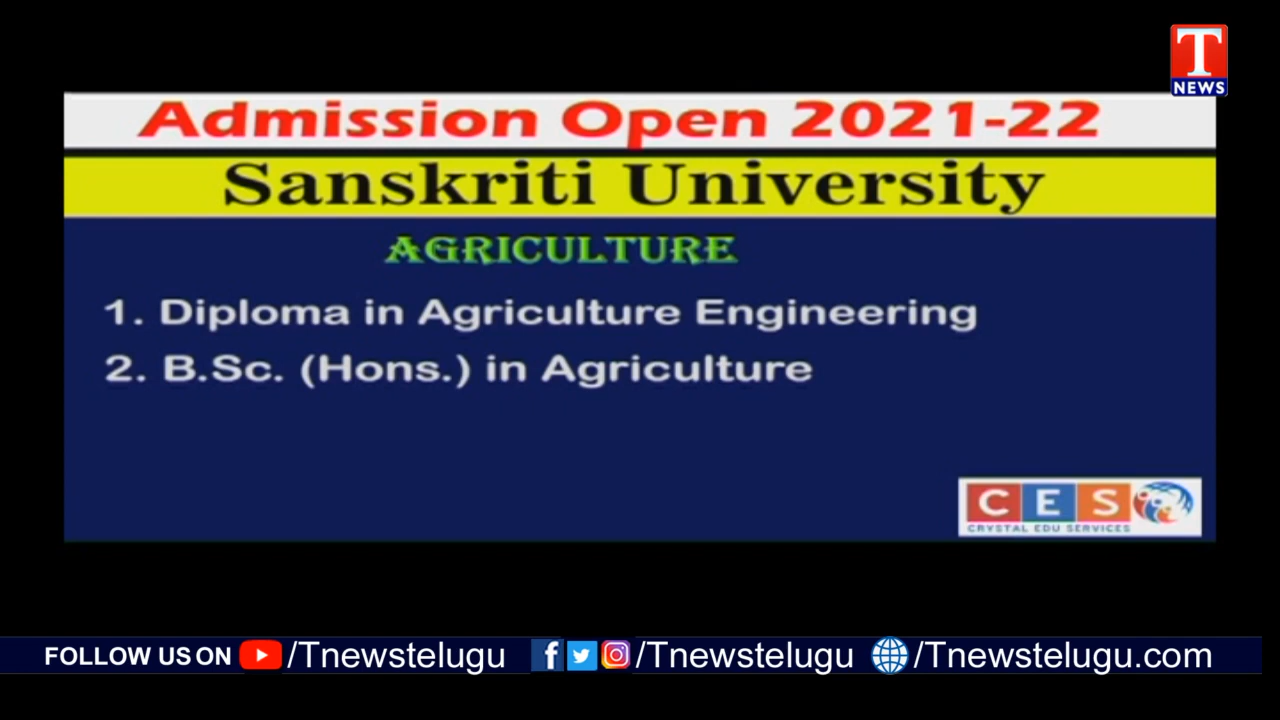 T
NEWS
Admission Open 2021-22
Sanskriti University
AGRICULTURE
1. Diploma in Agriculture Engineering
2. B.Sc. (Hons.) in Agriculture
CES
CRYSTAL EDU SERVICES
FOLLOW US ON /Tnewstelugu f /Tnewstelugu /Tnewstelugu.com